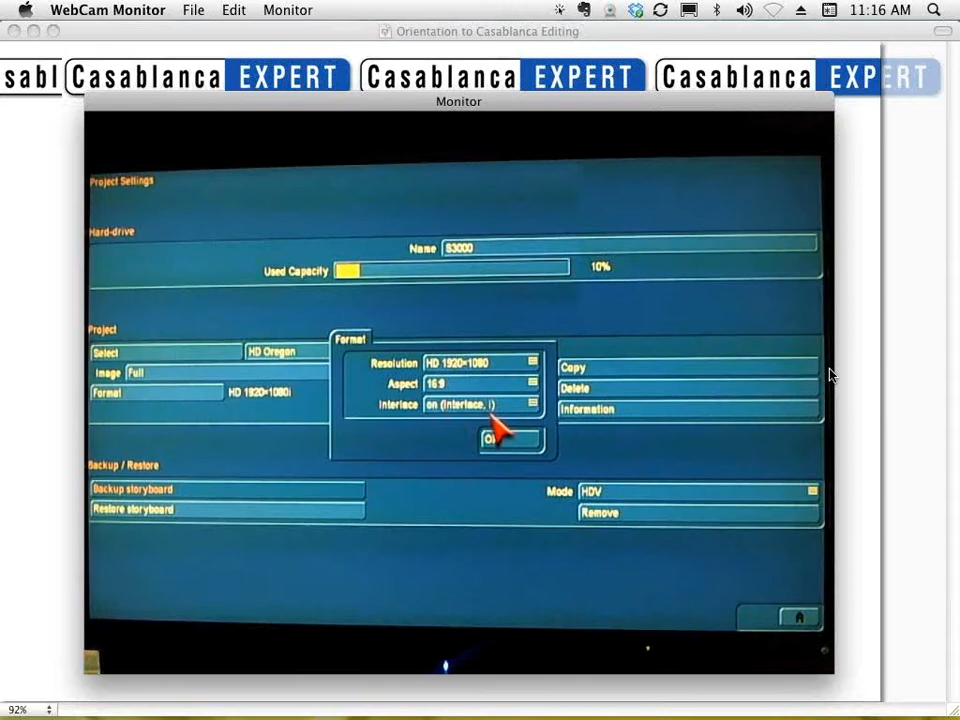 WebCam Monitor File Edit Monitor 11:16 AM
Orientation to Casablanca Editing
sabl Casablanca EXPERT Casablanca EXPERT Casablanca EXPERT
Monitor
Project Settings
Hard-drive
Name S3000
Used Capacity 10%
Project
Format
Select HD Oregon
Resolution HD 1920×1080
Copy
Image Full
Aspect 16:9
Delete
Format HD 1920×1080i
Interlace on (interlace, i)
Information
Backup / Restore
Backup storyboard
Mode HDV
Restore storyboard
Remove
92%